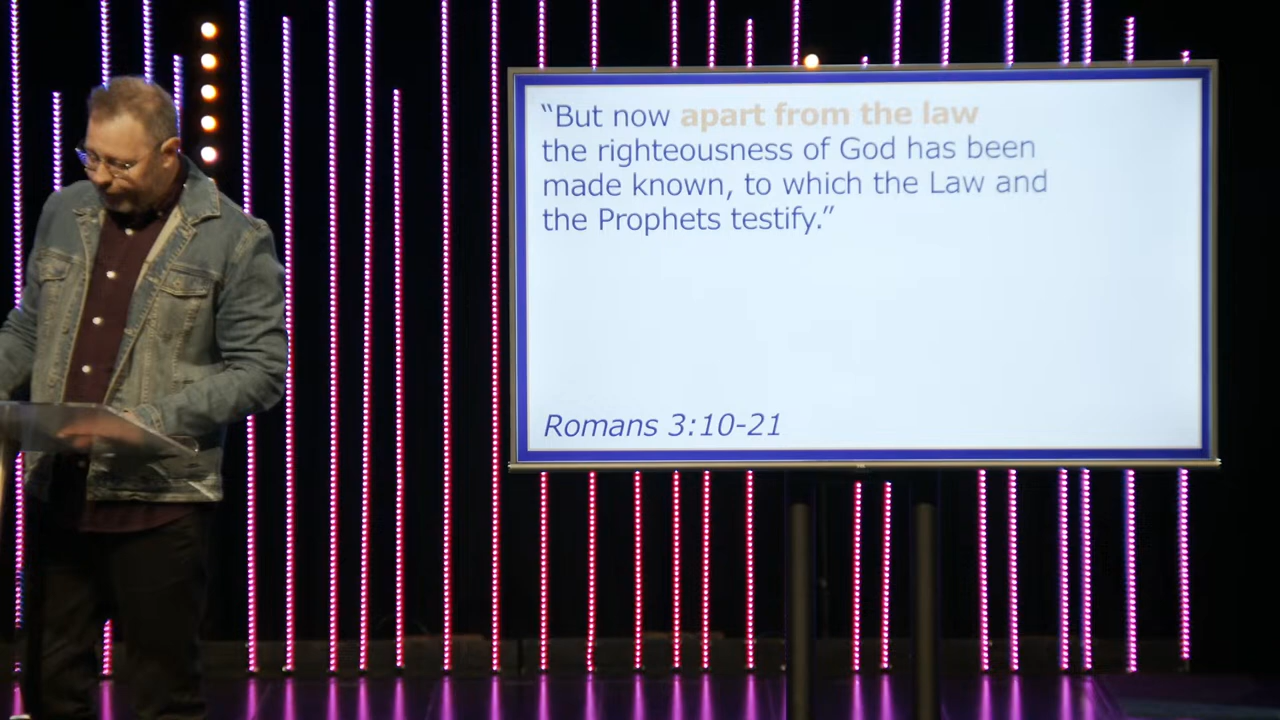 “But now apart from the law
the righteousness of God has been
made known, to which the Law and
the Prophets testify.”
Romans 3:10-21